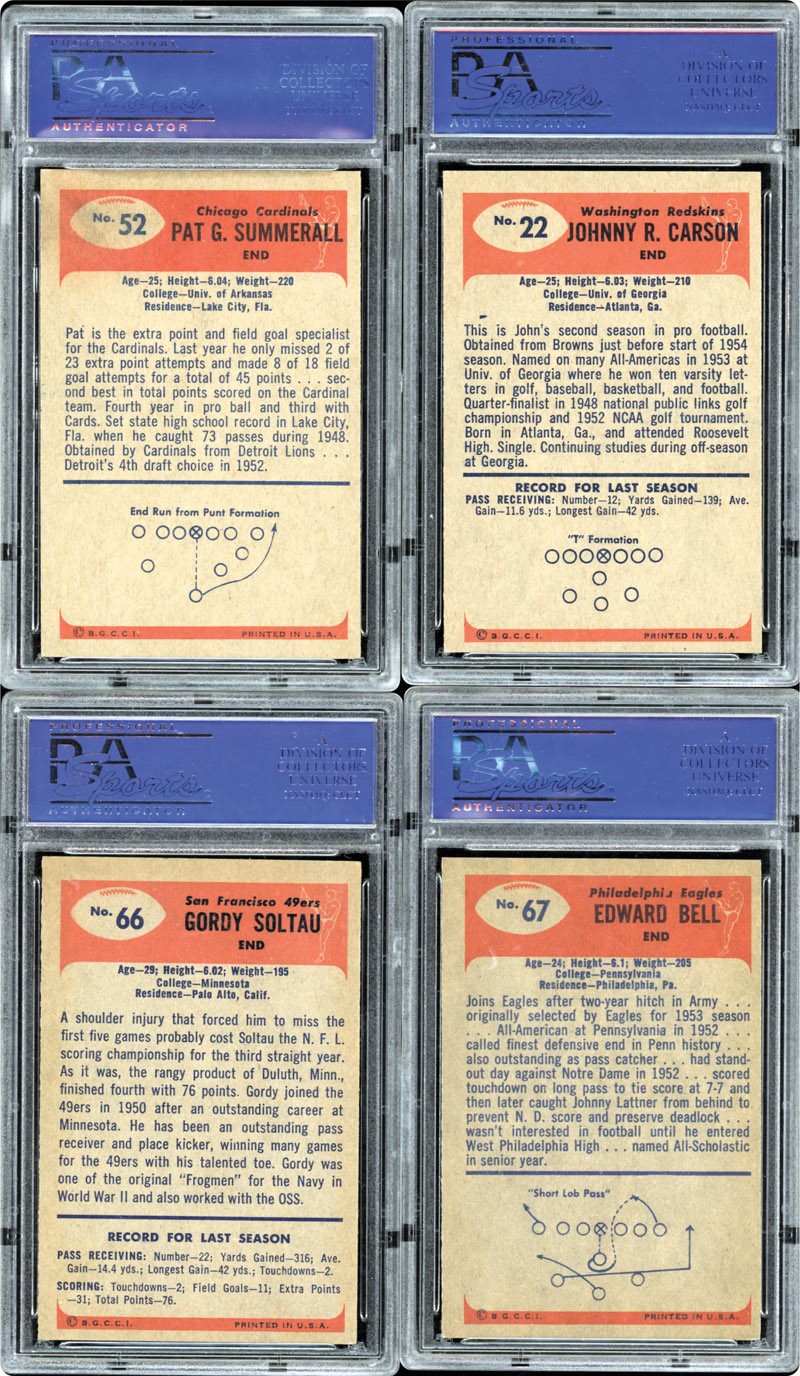 PROFESSIONAL
PSA
Sports
AUTHENTICATOR
A
DIVISION OF
COLLECTORS
UNIVERSE
NASDAQ:CLCT
No. 52
Chicago Cardinals
PAT G. SUMMERALL
END
Age—25; Height—6.04; Weight—220
College—Univ. of Arkansas
Residence—Lake City, Fla.
Pat is the extra point and field goal specialist
for the Cardinals. Last year he only missed 2 of
23 extra point attempts and made 8 of 18 field
goal attempts for a total of 45 points . . . sec-
ond best in total points scored on the Cardinal
team. Fourth year in pro ball and third with
Cards. Set state high school record in Lake City,
Fla. when he caught 73 passes during 1948.
Obtained by Cardinals from Detroit Lions . . .
Detroit's 4th draft choice in 1952.
End Run from Punt Formation
© B.G.C.C.I.
PRINTED IN U.S.A.
PROFESSIONAL
PSA
Sports
AUTHENTICATOR
A
DIVISION OF
COLLECTORS
UNIVERSE
NASDAQ:CLCT
No. 22
Washington Redskins
JOHNNY R. CARSON
END
Age—25; Height—6.03; Weight—210
College—Univ. of Georgia
Residence—Atlanta, Ga.
This is John's second season in pro football.
Obtained from Browns just before start of 1954
season. Named on many All-Americas in 1953 at
Univ. of Georgia where he won ten varsity let-
ters in golf, baseball, basketball, and football.
Quarter-finalist in 1948 national public links golf
championship and 1952 NCAA golf tournament.
Born in Atlanta, Ga., and attended Roosevelt
High. Single. Continuing studies during off-season
at Georgia.
RECORD FOR LAST SEASON
PASS RECEIVING: Number—12; Yards Gained—139; Ave.
Gain—11.6 yds.; Longest Gain—42 yds.
"T" Formation
© B.G.C.C.I.
PRINTED IN U.S.A.
PROFESSIONAL
PSA
Sports
AUTHENTICATOR
A
DIVISION OF
COLLECTORS
UNIVERSE
NASDAQ:CLCT
No. 66
San Francisco 49ers
GORDY SOLTAU
END
Age—29; Height—6.02; Weight—195
College—Minnesota
Residence—Palo Alto, Calif.
A shoulder injury that forced him to miss the
first five games probably cost Soltau the N. F. L.
scoring championship for the third straight year.
As it was, the rangy product of Duluth, Minn.,
finished fourth with 76 points. Gordy joined the
49ers in 1950 after an outstanding career at
Minnesota. He has been an outstanding pass
receiver and place kicker, winning many games
for the 49ers with his talented toe. Gordy was
one of the original "Frogmen" for the Navy in
World War II and also worked with the OSS.
RECORD FOR LAST SEASON
PASS RECEIVING: Number—22; Yards Gained—316; Ave.
Gain—14.4 yds.; Longest Gain—42 yds.; Touchdowns—2.
SCORING: Touchdowns—2; Field Goals—11; Extra Points
—31; Total Points—76.
© B.G.C.C.I.
PRINTED IN U.S.A.
PROFESSIONAL
PSA
Sports
AUTHENTICATOR
A
DIVISION OF
COLLECTORS
UNIVERSE
NASDAQ:CLCT
No. 67
Philadelphia Eagles
EDWARD BELL
END
Age—24; Height—6.1; Weight—205
College—Pennsylvania
Residence—Philadelphia, Pa.
Joins Eagles after two-year hitch in Army . . .
originally selected by Eagles for 1953 season
. . . All-American at Pennsylvania in 1952 . . .
called finest defensive end in Penn history . . .
also outstanding as pass catcher . . . had stand-
out day against Notre Dame in 1952 . . . scored
touchdown on long pass to tie score at 7-7 and
then later caught Johnny Lattner from behind to
prevent N. D. score and preserve deadlock . . .
wasn't interested in football until he entered
West Philadelphia High . . . named All-Scholastic
in senior year.
"Short Lob Pass"
© B.G.C.C.I.
PRINTED IN U.S.A.